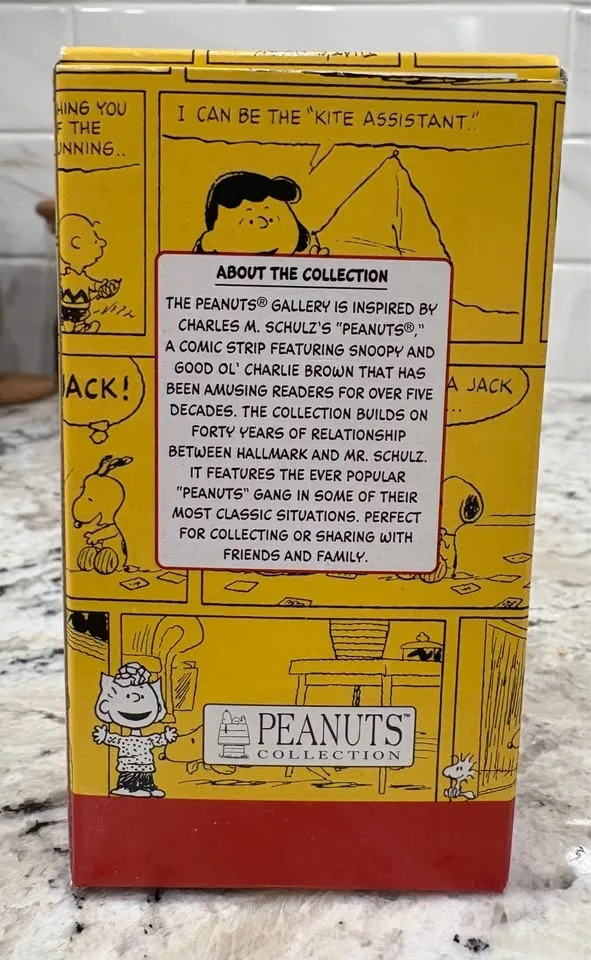 HING YOU
F THE
UNNING..
I CAN BE THE "KITE ASSISTANT."
ACK!
A JACK
...
ABOUT THE COLLECTION
THE PEANUTS® GALLERY IS INSPIRED BY
CHARLES M. SCHULZ'S "PEANUTS®,"
A COMIC STRIP FEATURING SNOOPY AND
GOOD OL' CHARLIE BROWN THAT HAS
BEEN AMUSING READERS FOR OVER FIVE
DECADES. THE COLLECTION BUILDS ON
FORTY YEARS OF RELATIONSHIP
BETWEEN HALLMARK AND MR. SCHULZ.
IT FEATURES THE EVER POPULAR
"PEANUTS" GANG IN SOME OF THEIR
MOST CLASSIC SITUATIONS. PERFECT
FOR COLLECTING OR SHARING WITH
FRIENDS AND FAMILY.
PEANUTS™
COLLECTION